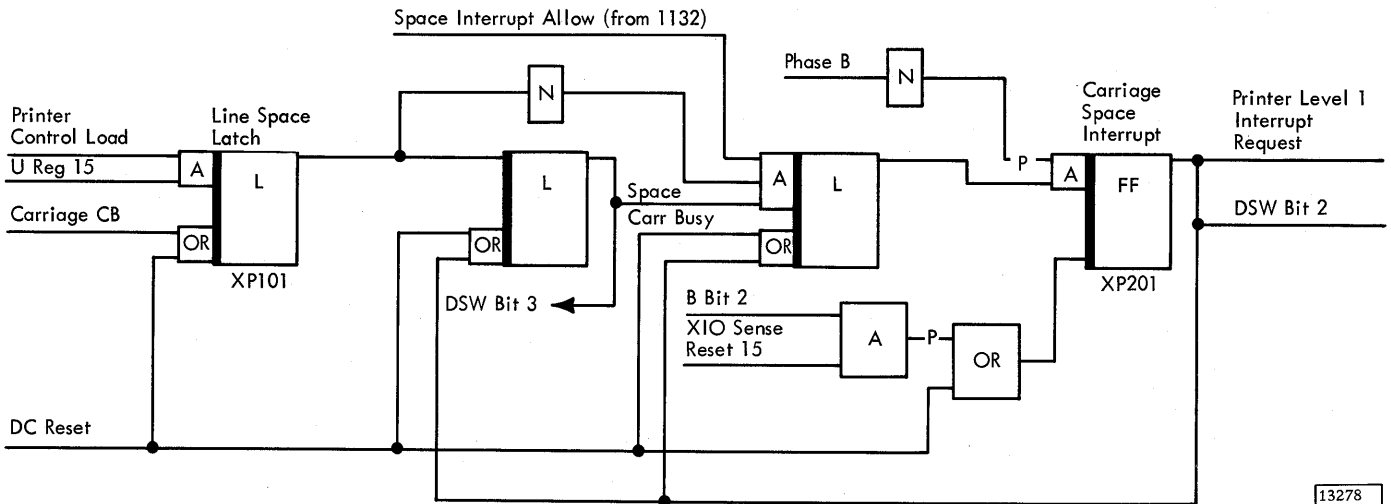 Space Interrupt Allow (from 1132)
Phase B
N
N
Carriage
Space
Interrupt
Printer Level 1
Interrupt
Request
Printer
Control Load
Line Space
Latch
P
U Reg 15
A
L
L
A
L
A
FF
Space
Carriage CB
Carr Busy
DSW Bit 2
OR
OR
OR
XP101
XP201
DSW Bit 3
B Bit 2
XIO Sense
Reset 15
A
P
OR
DC Reset
13278